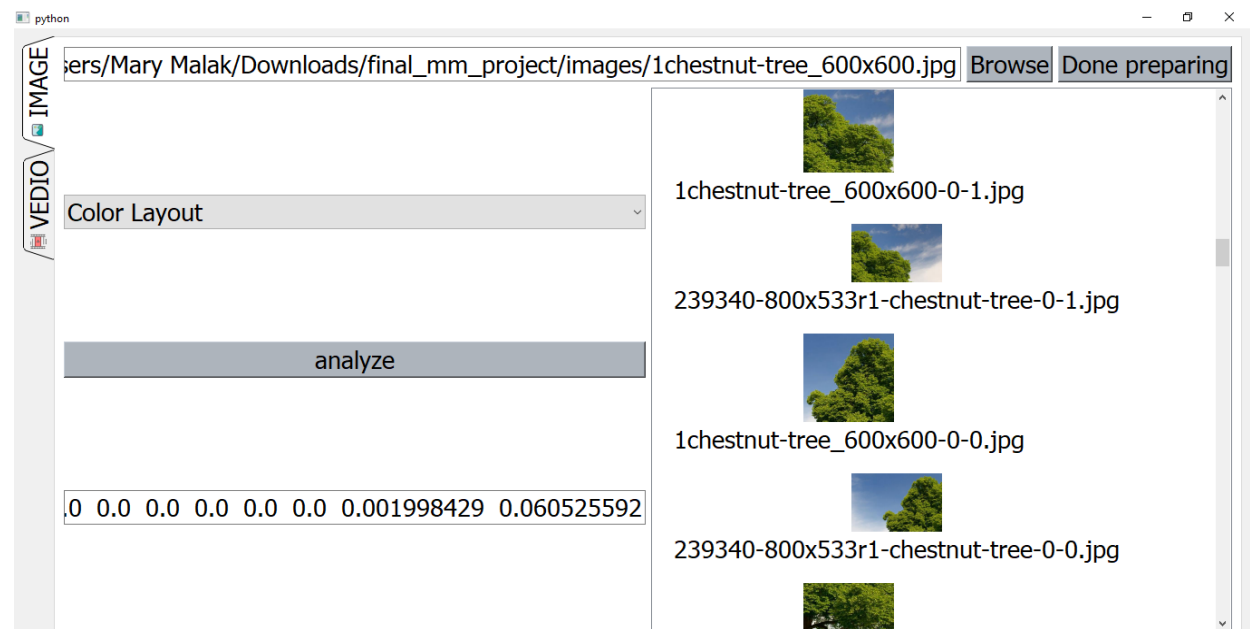 python
IMAGE
VEDIO
sers/Mary Malak/Downloads/final_mm_project/images/1chestnut-tree_600x600.jpg
Browse
Done preparing
Color Layout
analyze
.0 0.0 0.0 0.0 0.0 0.0 0.001998429 0.060525592
1chestnut-tree_600x600-0-1.jpg
239340-800x533r1-chestnut-tree-0-1.jpg
1chestnut-tree_600x600-0-0.jpg
239340-800x533r1-chestnut-tree-0-0.jpg